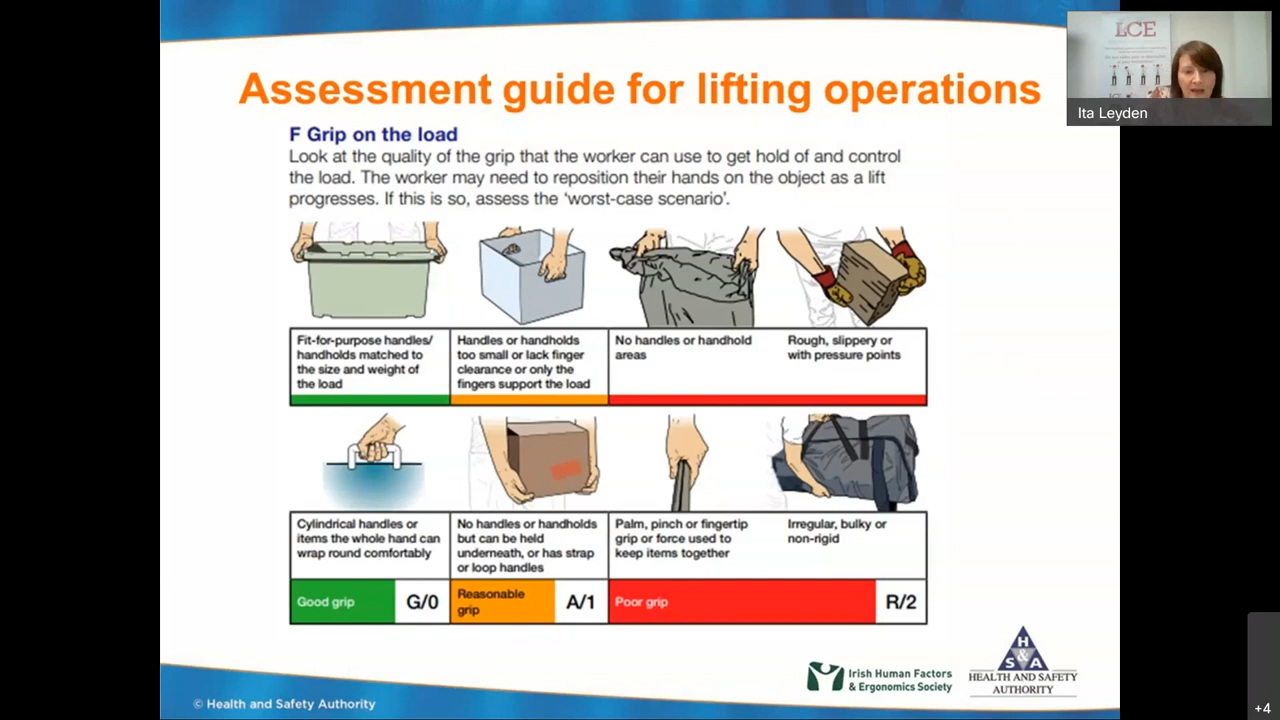 Assessment guide for lifting operations
F Grip on the load
Look at the quality of the grip that the worker can use to get hold of and control
the load. The worker may need to reposition their hands on the object as a lift
progresses. If this is so, assess the ‘worst-case scenario’.
Fit-for-purpose handles/
handholds matched to
the size and weight of
the load
Handles or handholds
too small or lack finger
clearance or only the
fingers support the load
No handles or handhold
areas
Rough, slippery or
with pressure points
Cylindrical handles or
items the whole hand can
wrap round comfortably
No handles or handholds
but can be held
underneath, or has strap
or loop handles
Palm, pinch or fingertip
grip or force used to
keep items together
Irregular, bulky or
non-rigid
Good grip
G/0
Reasonable
grip
A/1
Poor grip
R/2
Irish Human Factors
& Ergonomics Society
H
S & A
HEALTH AND SAFETY
AUTHORITY
© Health and Safety Authority
LCE
Ita Leyden
+4